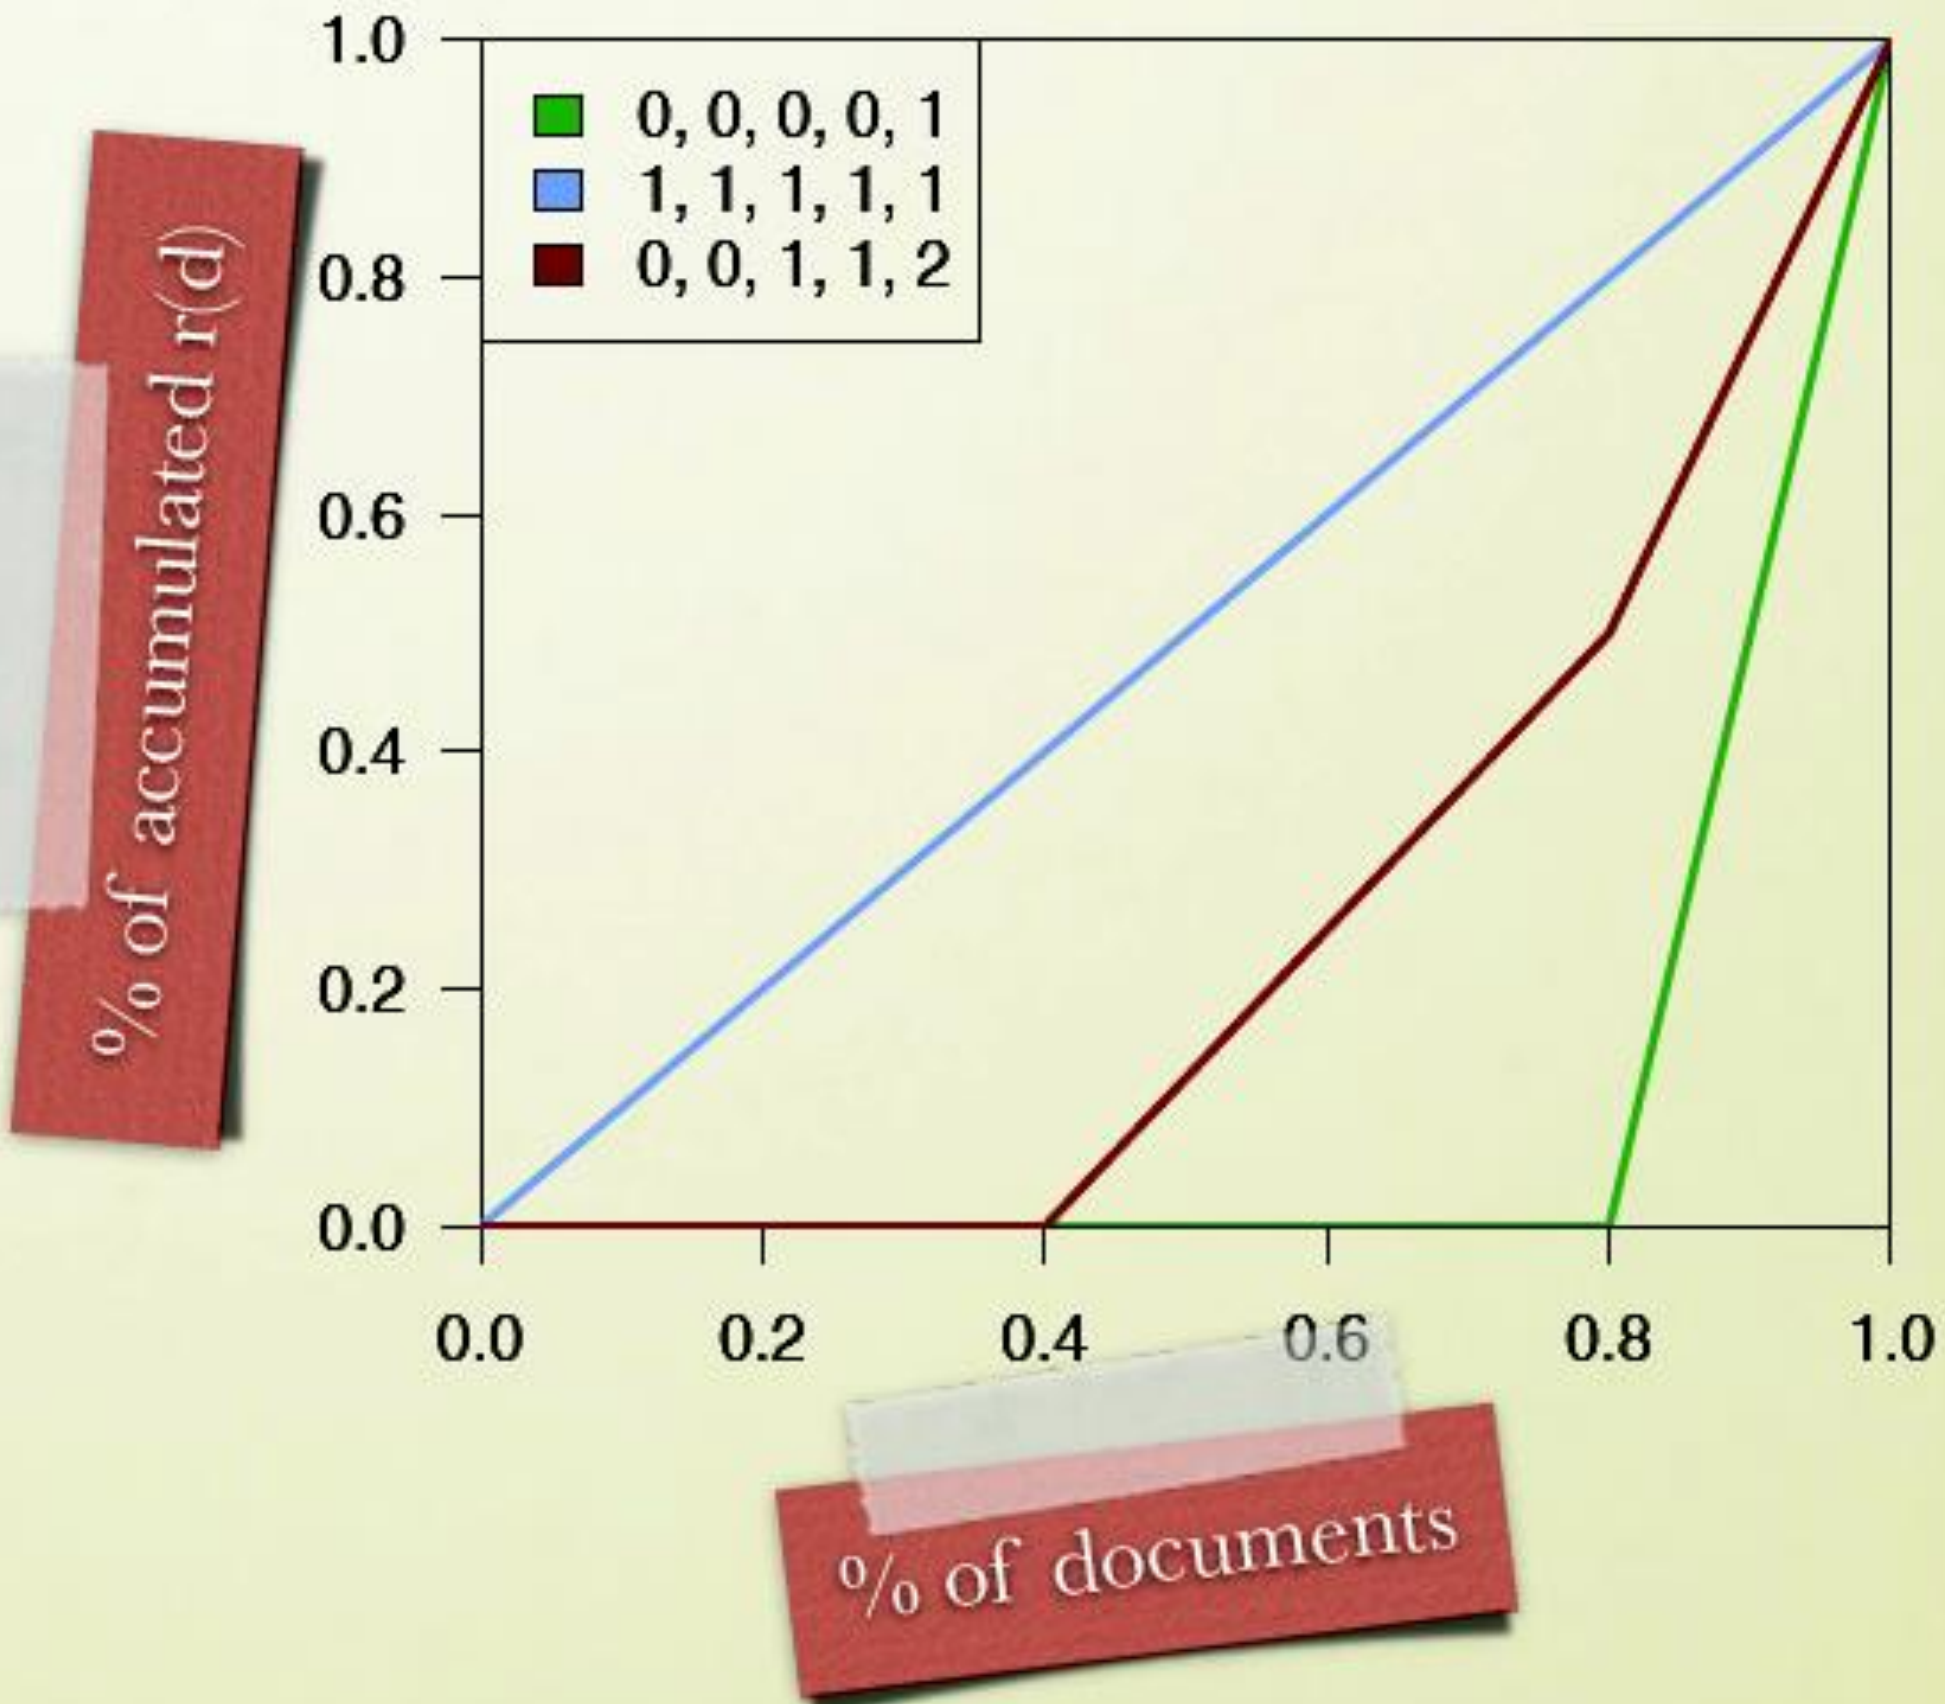 1.0
0.8
0.6
0.4
0.2
0.0
0, 0, 0, 0, 1
1, 1, 1, 1, 1
0, 0, 1, 1, 2
% of accumulated r(d)
0.0 0.2 0.4 0.6 0.8 1.0
% of documents